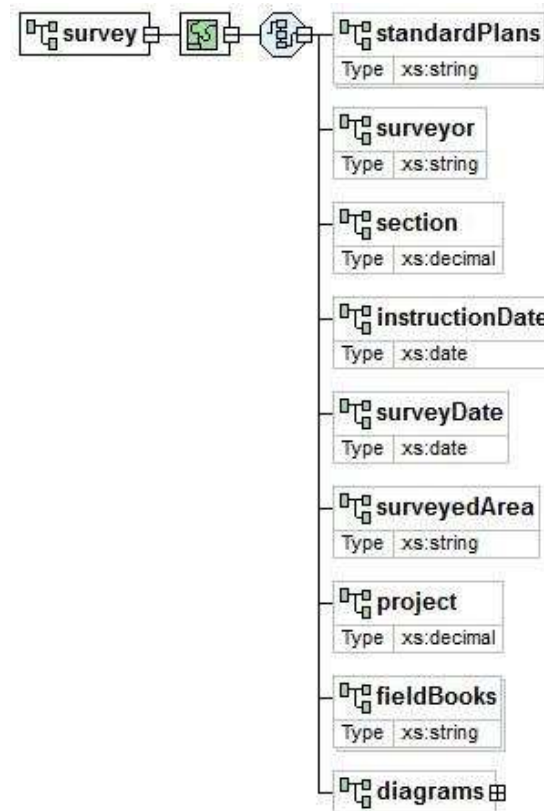 survey
standardPlans
Type xs:string
surveyor
Type xs:string
section
Type xs:decimal
instructionDate
Type xs:date
surveyDate
Type xs:date
surveyedArea
Type xs:string
project
Type xs:decimal
fieldBooks
Type xs:string
diagrams